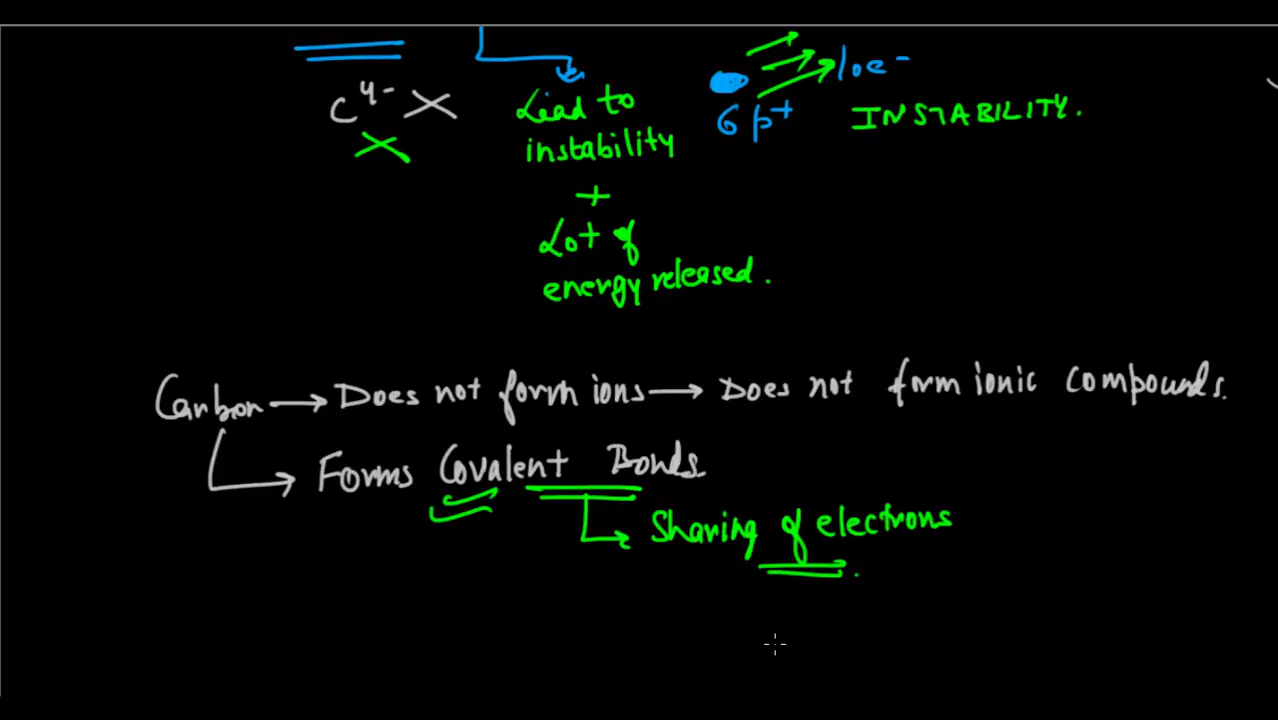 C⁴⁻ X
X
Lead to
instability
+
Lot of
energy released.
6 p+
10e-
INSTABILITY.
Carbon → Does not form ions → Does not form ionic compounds.
→ Forms Covalent Bonds.
→ Sharing of electrons.